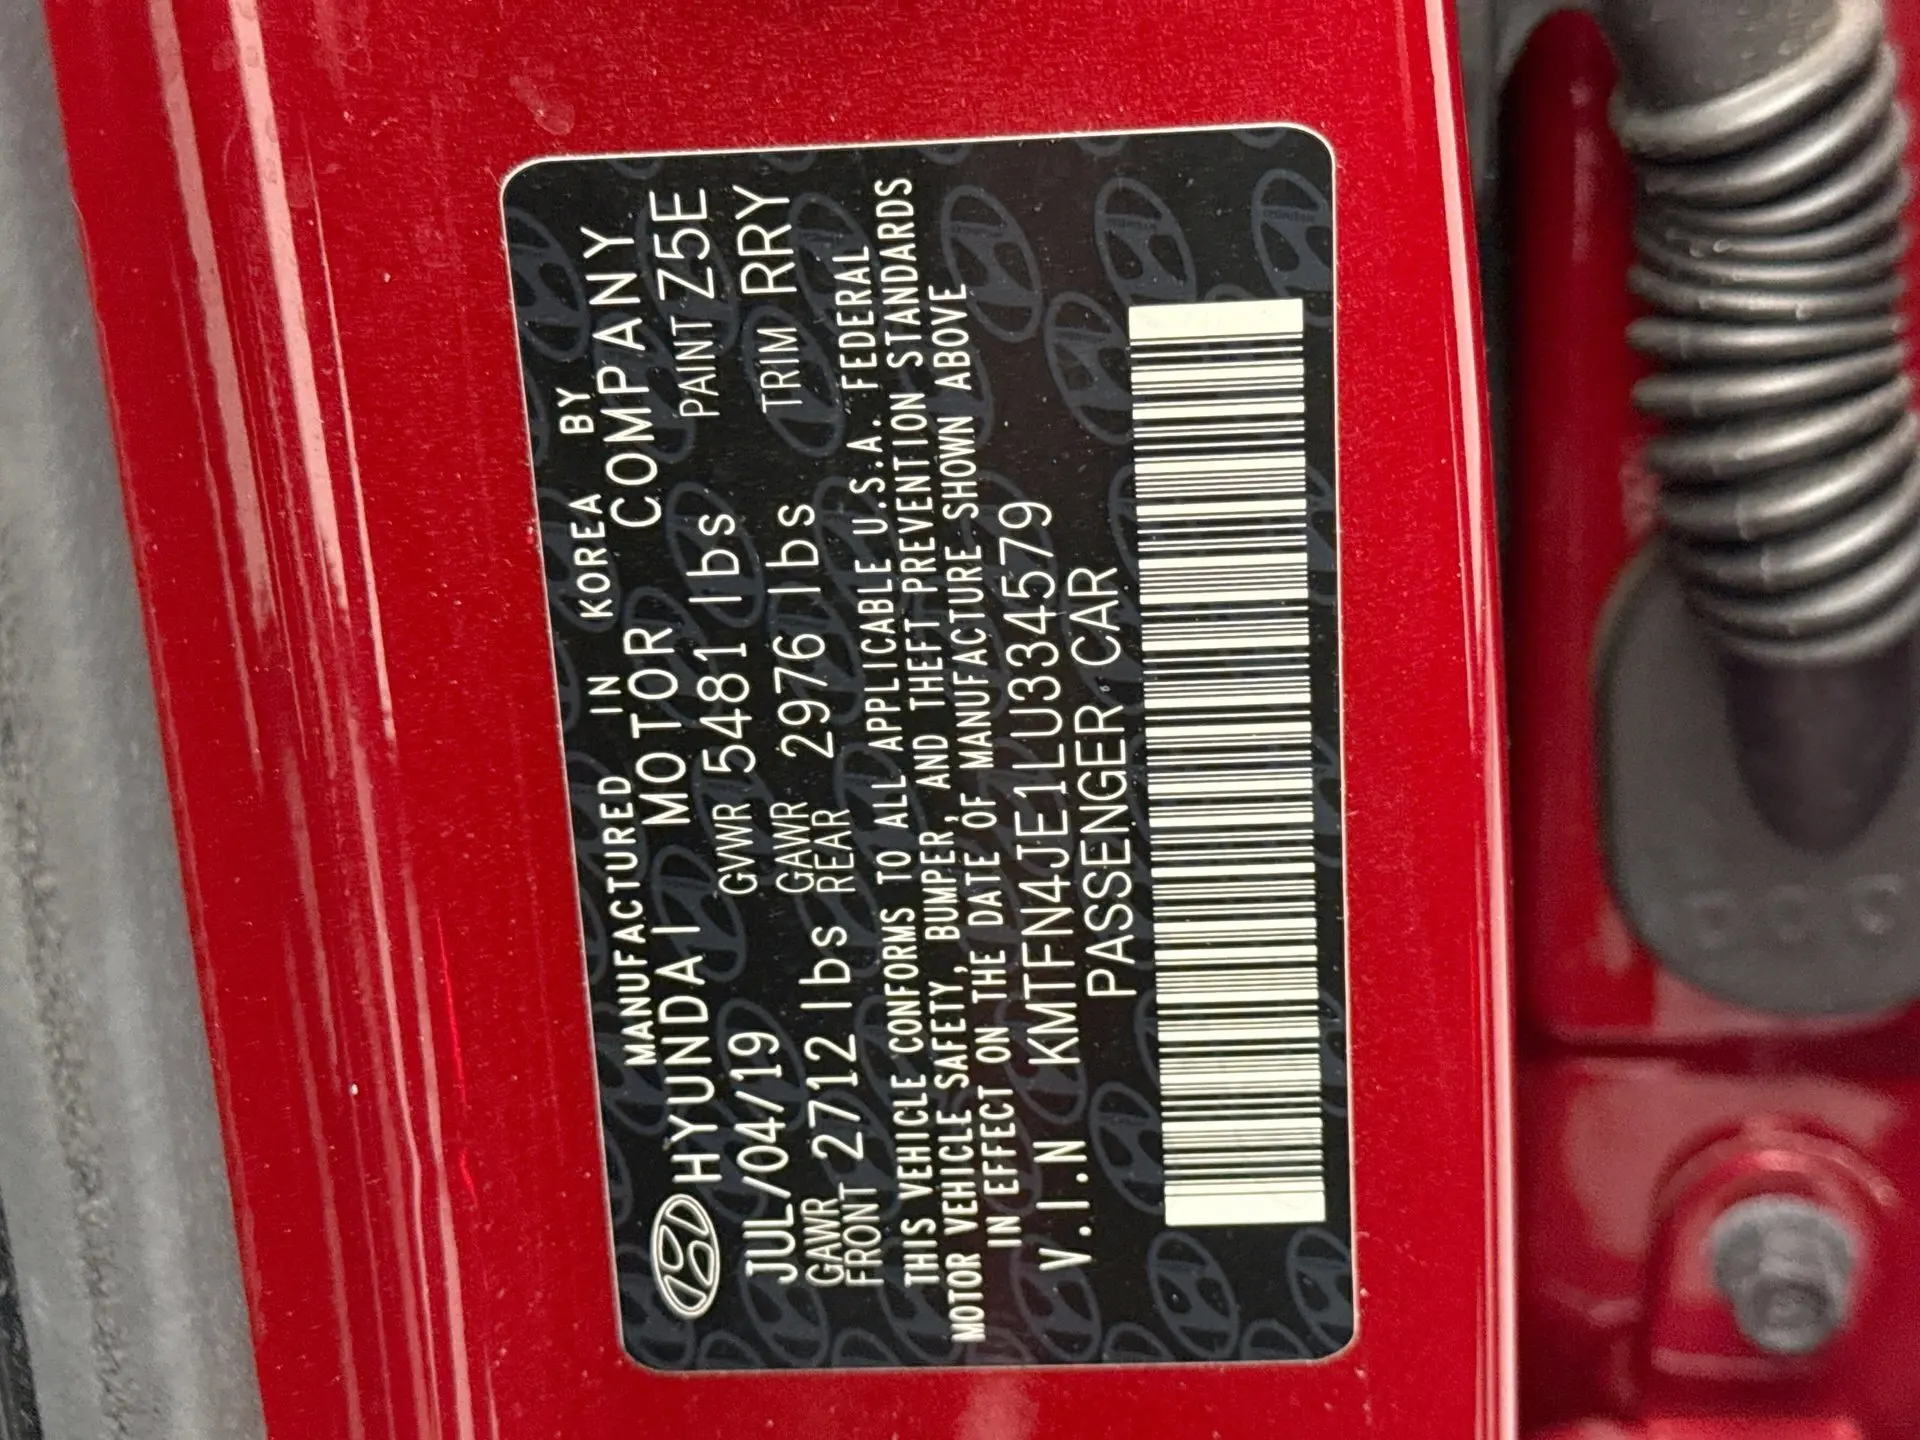 MANUFACTURED IN KOREA BY
HYUNDAI MOTOR COMPANY
JUL/04/19 GVWR 5481 lbs PAINT Z5E
GAWR FRONT 2712 lbs GAWR REAR 2976 lbs TRIM RRY
THIS VEHICLE CONFORMS TO ALL APPLICABLE U.S.A. FEDERAL
MOTOR VEHICLE SAFETY, BUMPER, AND THEFT PREVENTION STANDARDS
IN EFFECT ON THE DATE OF MANUFACTURE SHOWN ABOVE
V.I.N KMTFN4JE1LU334579
PASSENGER CAR